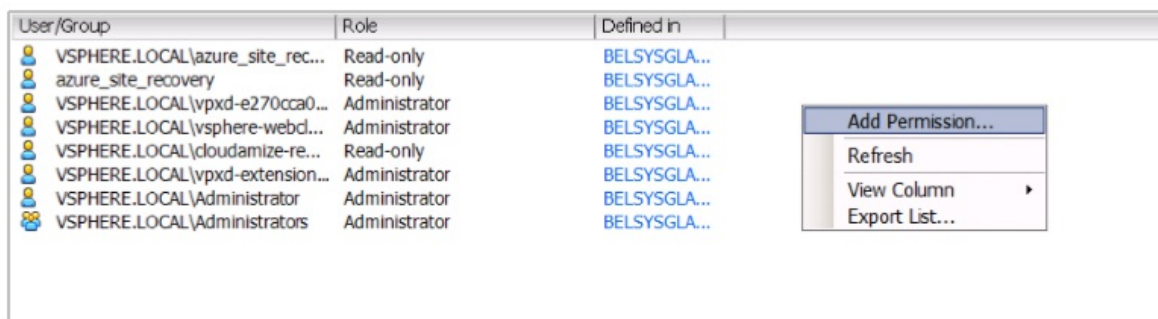 User/Group Role Defined in
VSPHERE.LOCAL\azure_site_rec... Read-only BELSYSGLA...
azure_site_recovery Read-only BELSYSGLA...
VSPHERE.LOCAL\vpxd-e270cca0... Administrator BELSYSGLA...
VSPHERE.LOCAL\vsphere-webcl... Administrator BELSYSGLA...
VSPHERE.LOCAL\cloudamize-re... Read-only BELSYSGLA...
VSPHERE.LOCAL\vpxd-extension... Administrator BELSYSGLA...
VSPHERE.LOCAL\Administrator Administrator BELSYSGLA...
VSPHERE.LOCAL\Administrators Administrator BELSYSGLA...
Add Permission...
Refresh
View Column
Export List...